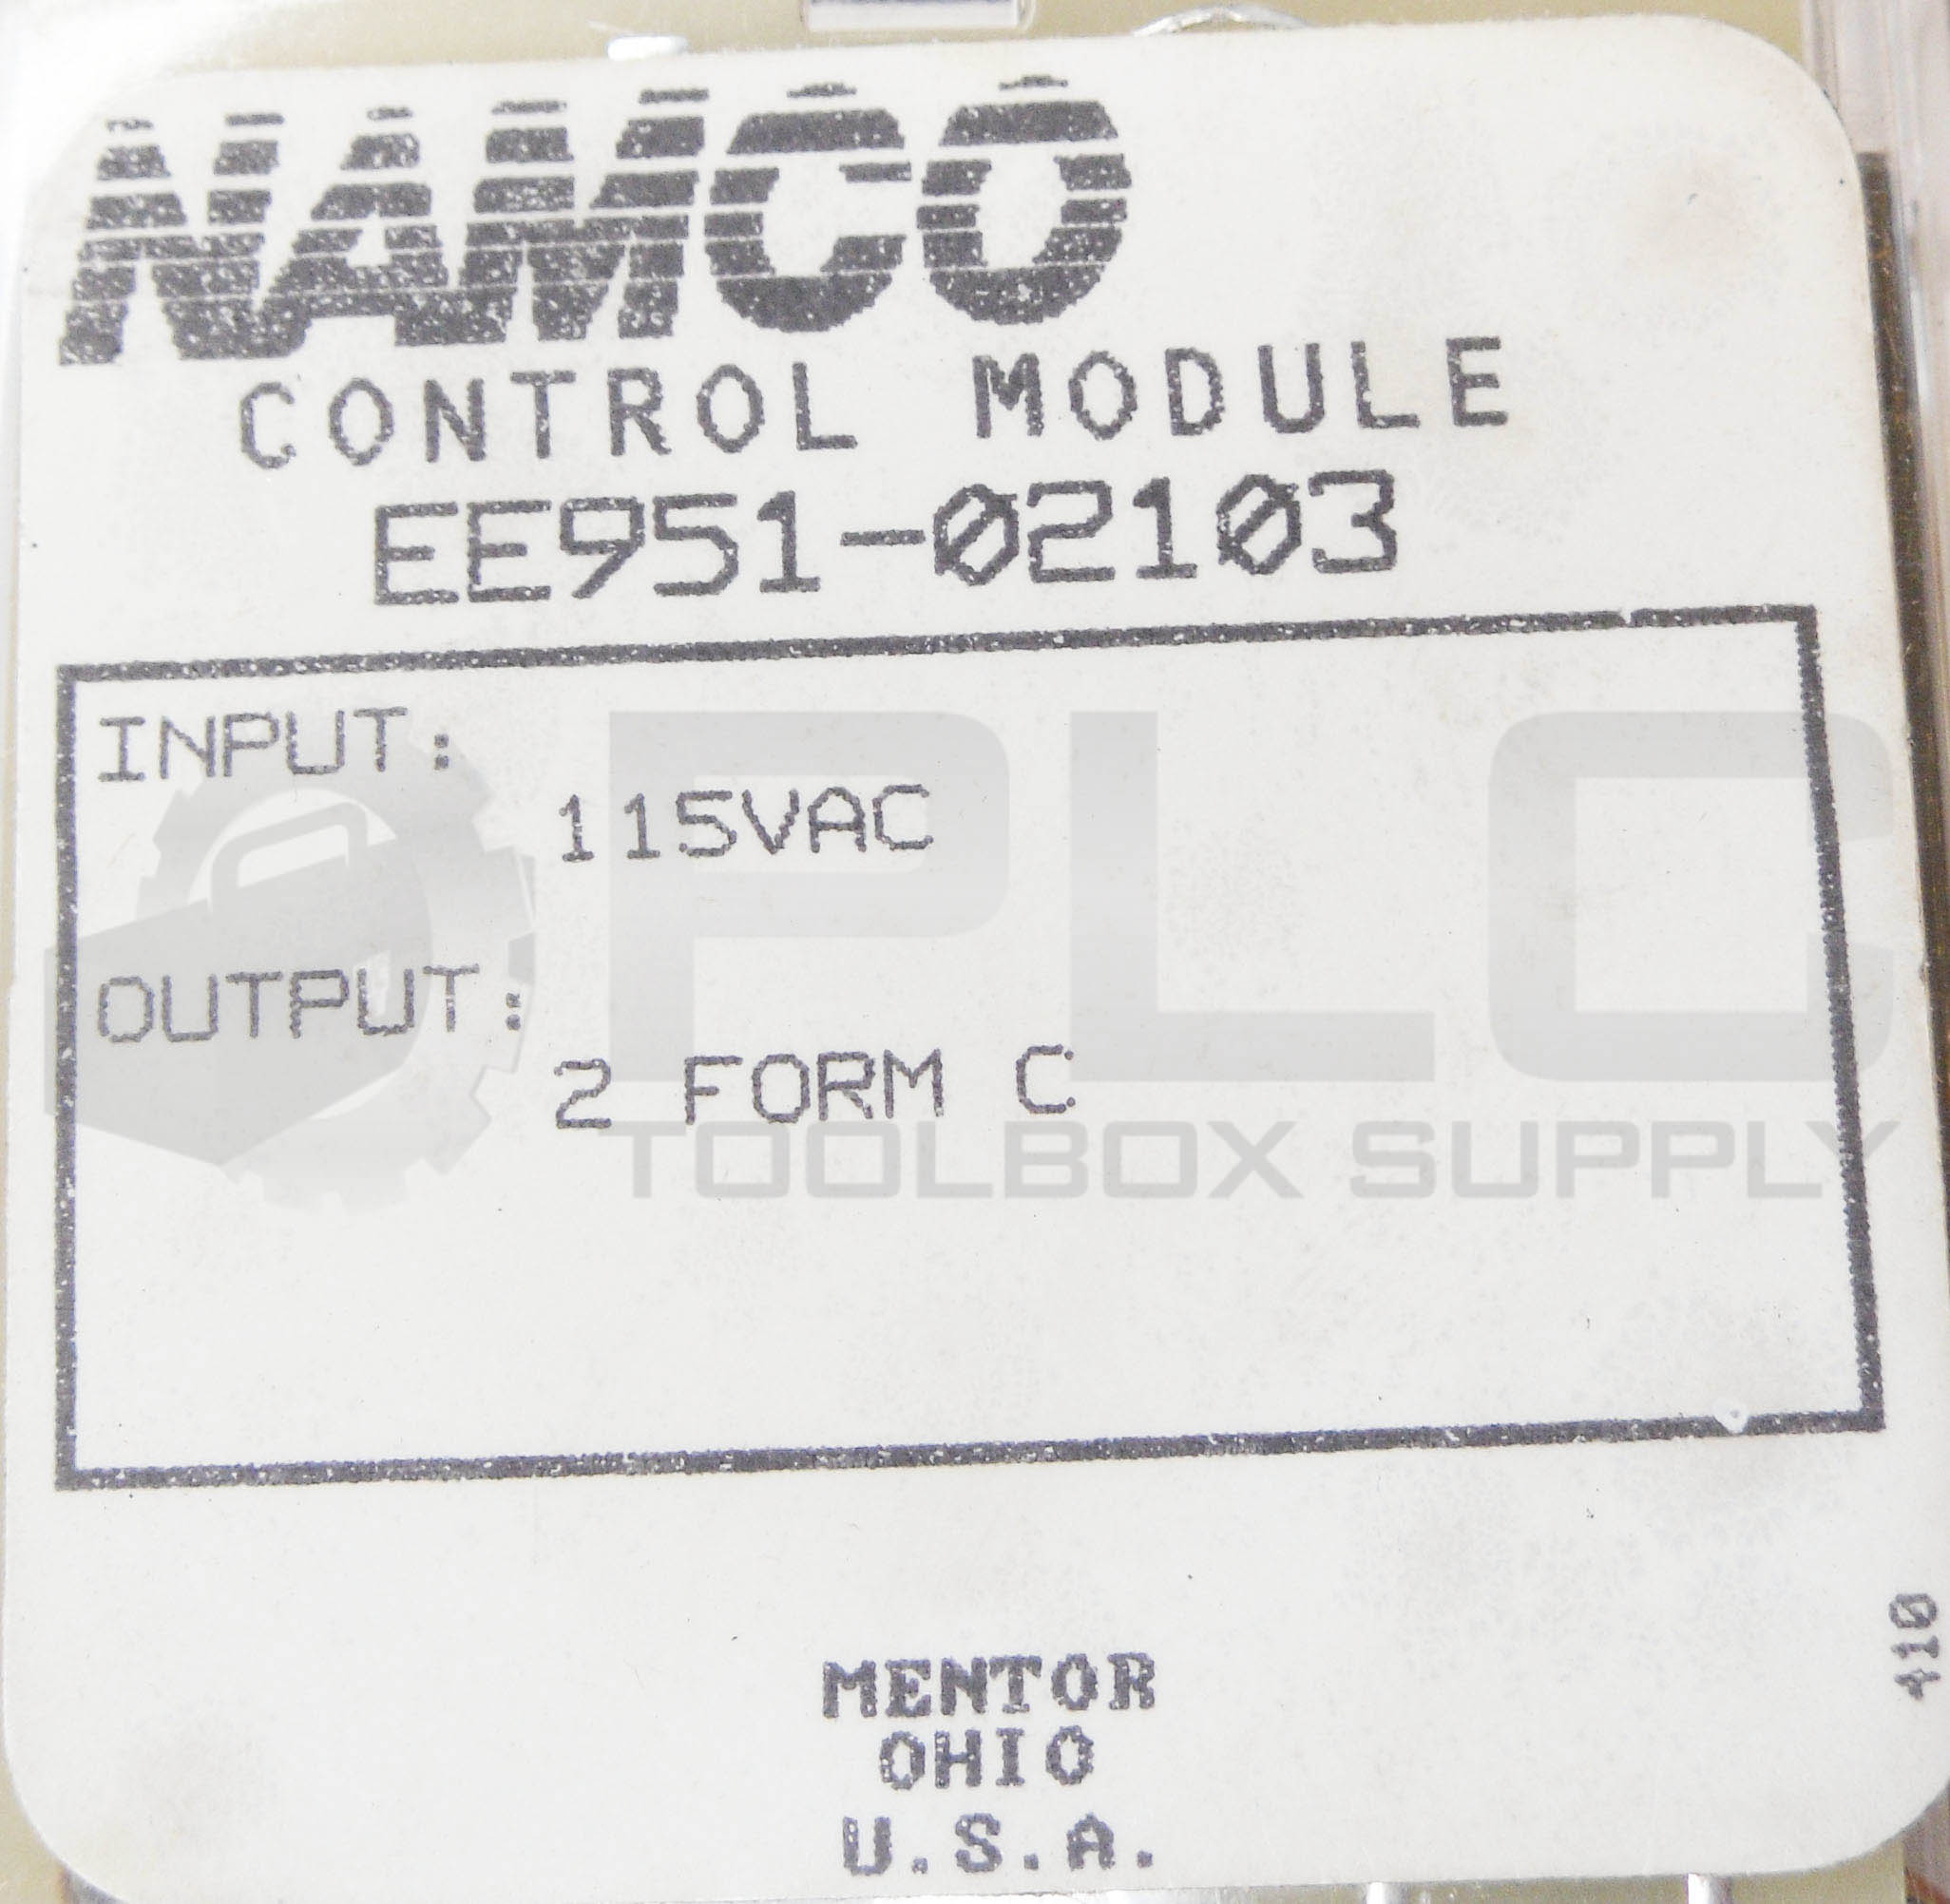 NAMCO
CONTROL MODULE
EE951-02103
INPUT:
115VAC
OUTPUT:
2 FORM C
PLC
TOOLBOX SUPPLY
MENTOR
OHIO
U.S.A.
410